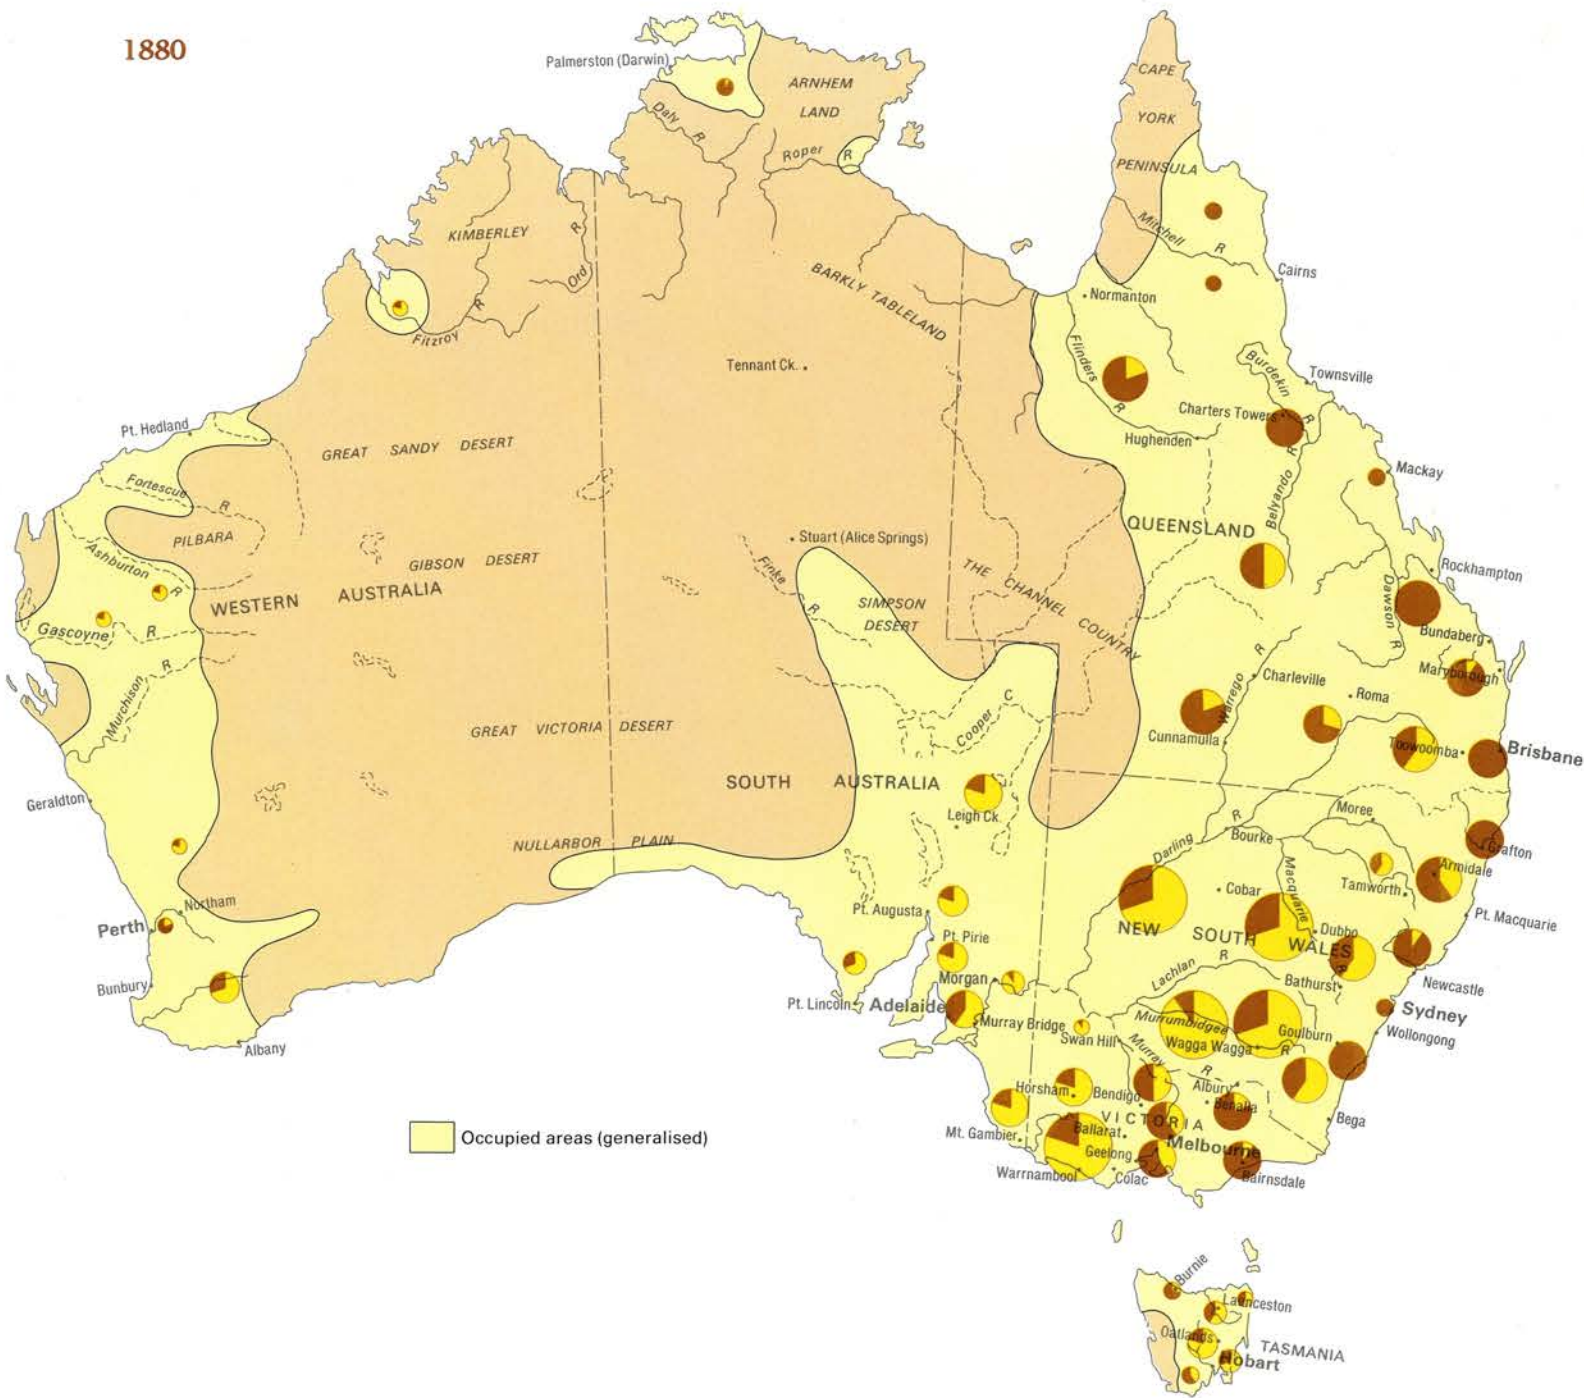 1880
Palmerston (Darwin)
ARNHEM
LAND
Daly R
Roper R
CAPE
YORK
PENINSULA
Mitchell R
Cairns
KIMBERLEY
Ord R
Fitzroy R
BARKLY TABLELAND
Normanton
Flinders R
Burdekin R
Townsville
Tennant Ck.
Charters Towers
Hughenden
Pt. Hedland
GREAT SANDY DESERT
Mackay
Fortescue R
Belyando R
PILBARA
QUEENSLAND
Stuart (Alice Springs)
Ashburton R
GIBSON DESERT
Finke R
THE CHANNEL COUNTRY
Rockhampton
WESTERN AUSTRALIA
SIMPSON
DESERT
Dawson R
Gascoyne R
Bundaberg
Murchison R
Warrego R
Charleville
Roma
Maryborough
Cooper C
GREAT VICTORIA DESERT
Cunnamulla
Toowoomba
Brisbane
SOUTH AUSTRALIA
Geraldton
Leigh Ck.
Moree
NULLARBOR PLAIN
Darling R
Bourke
Grafton
Macquarie R
Armidale
Tamworth
Cobar
Northam
Pt. Augusta
Pt. Macquarie
Perth
NEW SOUTH WALES
Dubbo
Pt. Pirie
Lachlan R
Bathurst
Newcastle
Bunbury
Morgan
Pt. Lincoln
Adelaide
Sydney
Murray Bridge
Murrumbidgee R
Goulburn
Wollongong
Swan Hill
Wagga Wagga
Albany
Murray R
Horsham
Bendigo
Albury
Benalla
Bega
Occupied areas (generalised)
VICTORIA
Mt. Gambier
Ballarat
Melbourne
Geelong
Warrnambool
Colac
Bairnsdale
Burnie
Launceston
Oatlands
TASMANIA
Hobart